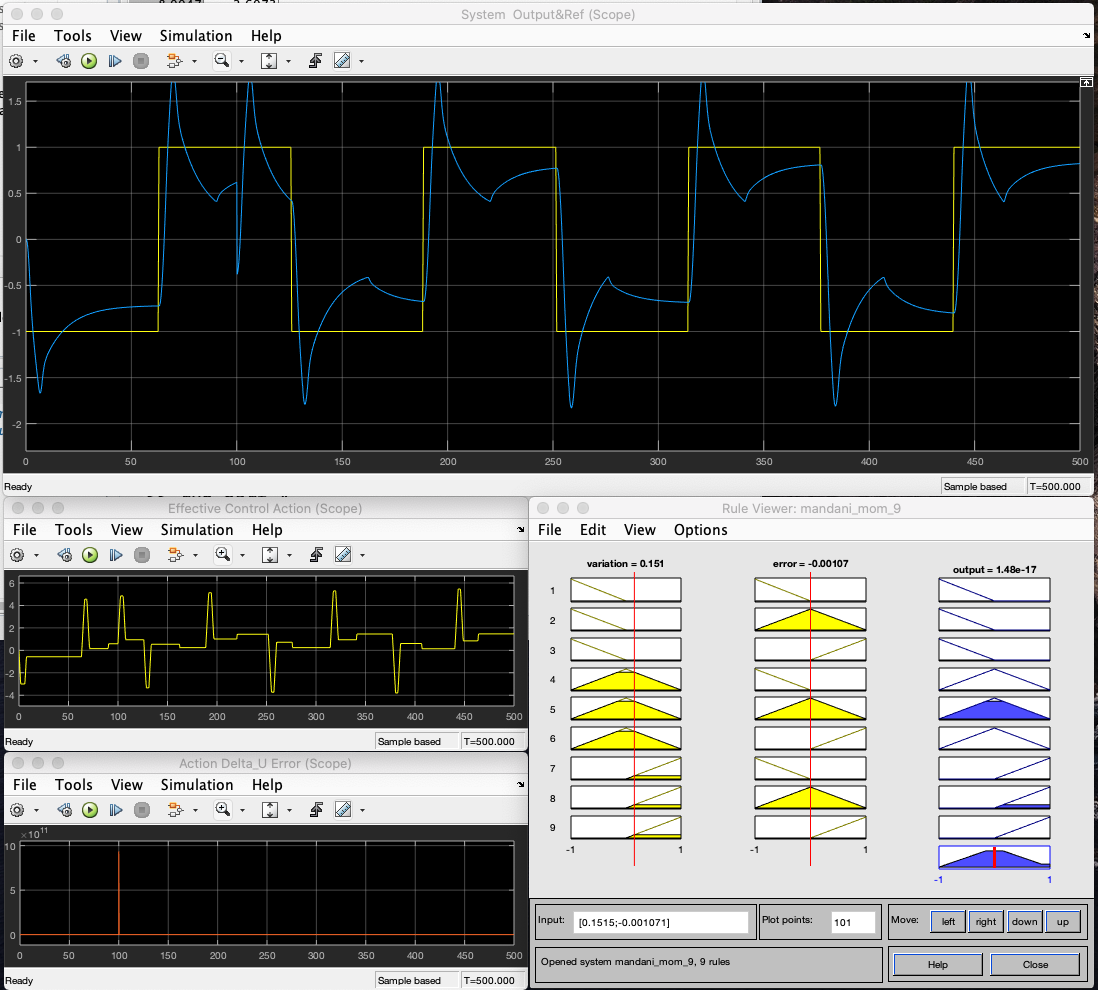 System Output&Ref (Scope)
File Tools View Simulation Help
1.5
1
0.5
0
-0.5
-1
-1.5
-2
0 50 100 150 200 250 300 350 400 450 500
Ready Sample based T=500.000
Effective Control Action (Scope)
File Tools View Simulation Help
6
4
2
0
-2
-4
0 50 100 150 200 250 300 350 400 450 500
Ready Sample based T=500.000
Action Delta_U Error (Scope)
File Tools View Simulation Help
×10^11
10
5
0
0 50 100 150 200 250 300 350 400 450 500
Ready Sample based T=500.000
Rule Viewer: mandani_mom_9
File Edit View Options
variation = 0.151 error = -0.00107 output = 1.48e-17
1
2
3
4
5
6
7
8
9
-1 1 -1 1
-1 1
Input: [0.1515;-0.001071] Plot points: 101 Move: left right down up
Opened system mandani_mom_9, 9 rules Help Close